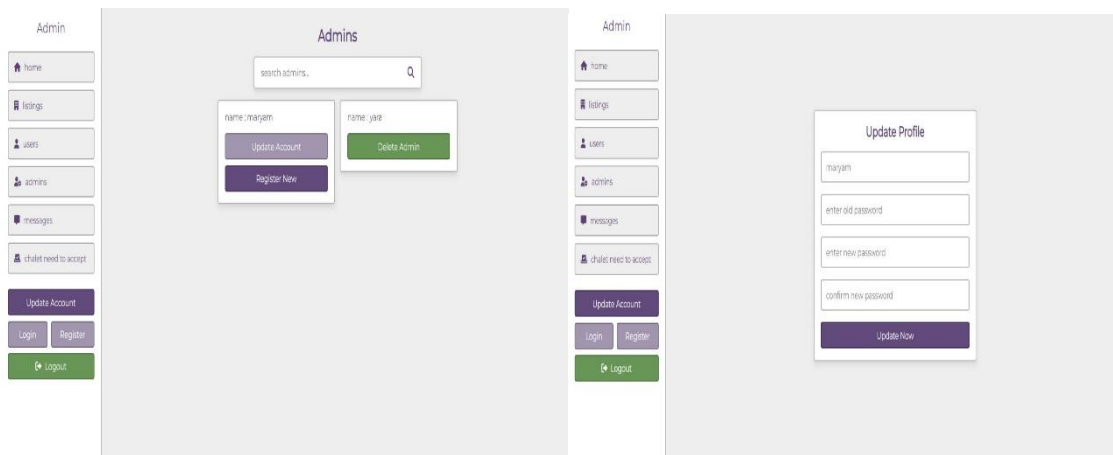 Admin
home
listings
users
admins
messages
chalet need to accept
Update Account
Login Register
Logout
Admins
search admins...
name : maryam
Update Account
Register New
name : yara
Delete Admin
Admin
home
listings
users
admins
messages
chalet need to accept
Update Account
Login Register
Logout
Update Profile
maryam
enter old password
enter new password
confirm new password
Update Now